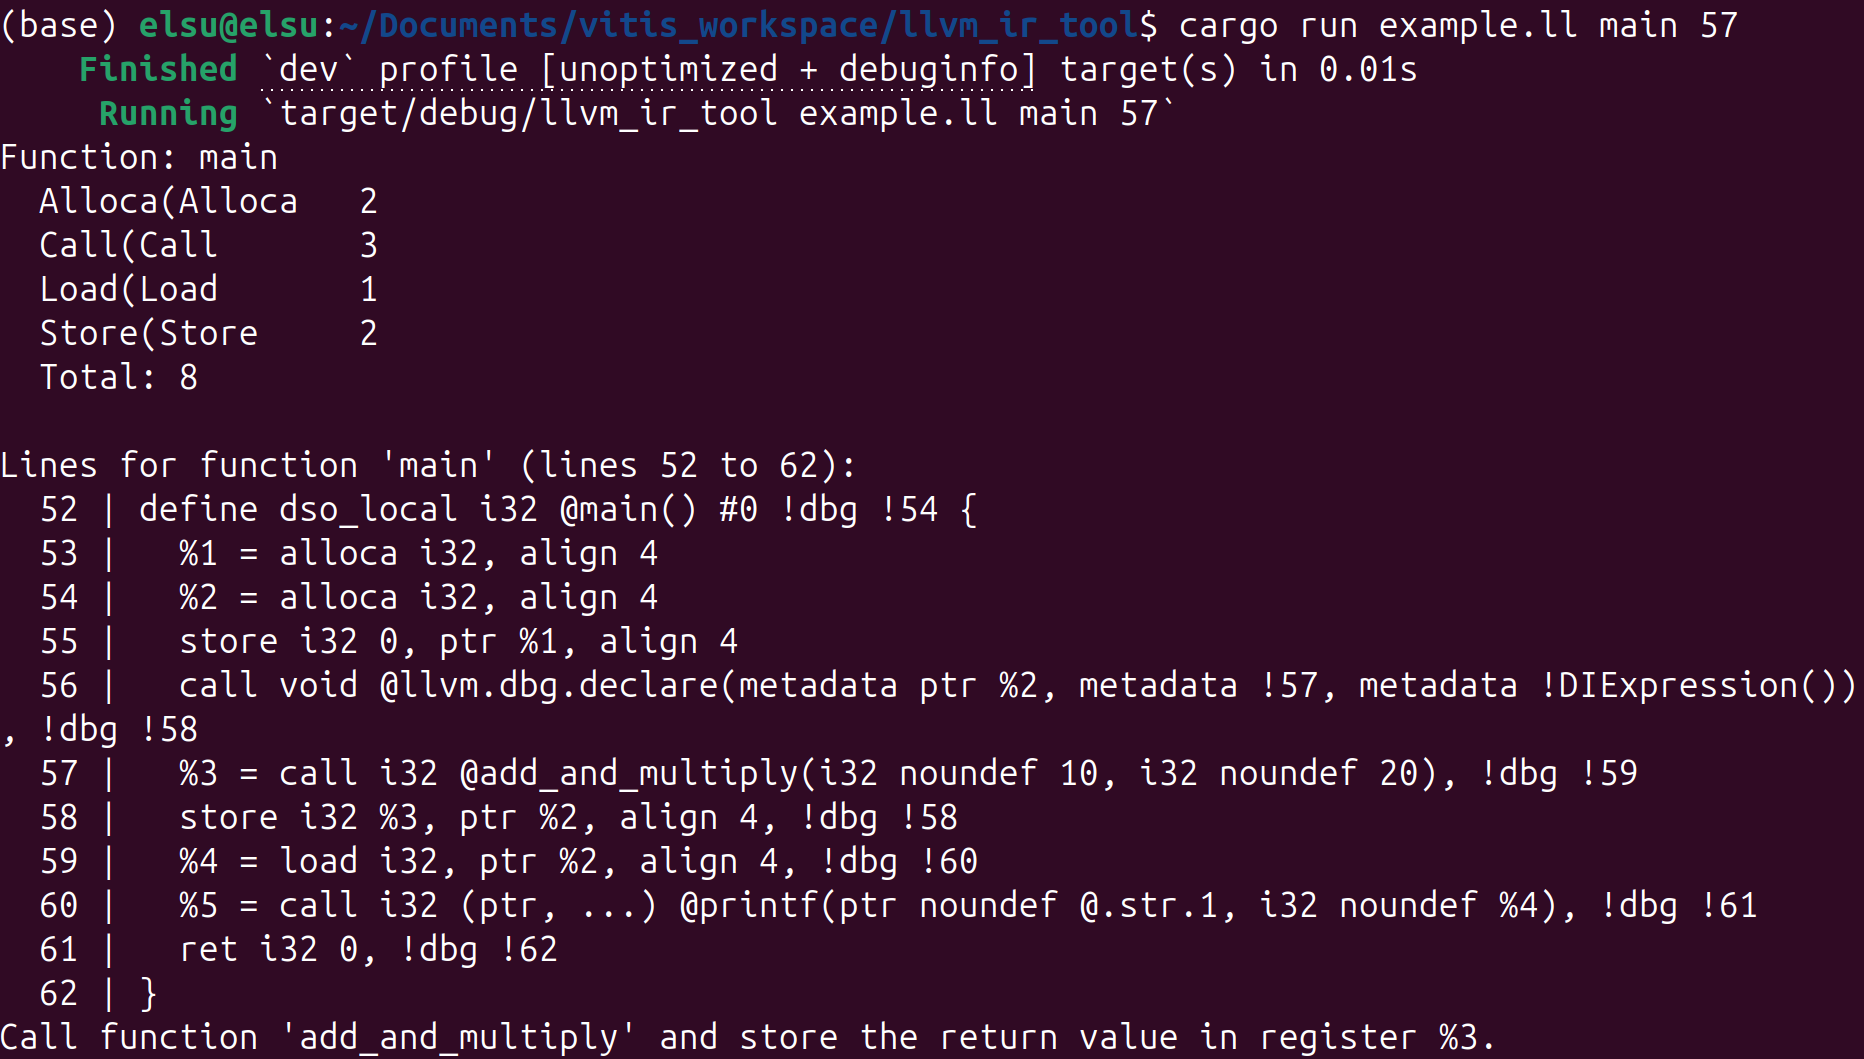 (base) elsu@elsu:~/Documents/vitis_workspace/llvm_ir_tool$ cargo run example.ll main 57
    Finished `dev` profile [unoptimized + debuginfo] target(s) in 0.01s
     Running `target/debug/llvm_ir_tool example.ll main 57`
Function: main
  Alloca(Alloca   2
  Call(Call       3
  Load(Load       1
  Store(Store     2
  Total: 8

Lines for function 'main' (lines 52 to 62):
  52 | define dso_local i32 @main() #0 !dbg !54 {
  53 |   %1 = alloca i32, align 4
  54 |   %2 = alloca i32, align 4
  55 |   store i32 0, ptr %1, align 4
  56 |   call void @llvm.dbg.declare(metadata ptr %2, metadata !57, metadata !DIExpression())
, !dbg !58
  57 |   %3 = call i32 @add_and_multiply(i32 noundef 10, i32 noundef 20), !dbg !59
  58 |   store i32 %3, ptr %2, align 4, !dbg !58
  59 |   %4 = load i32, ptr %2, align 4, !dbg !60
  60 |   %5 = call i32 (ptr, ...) @printf(ptr noundef @.str.1, i32 noundef %4), !dbg !61
  61 |   ret i32 0, !dbg !62
  62 | }
Call function 'add_and_multiply' and store the return value in register %3.